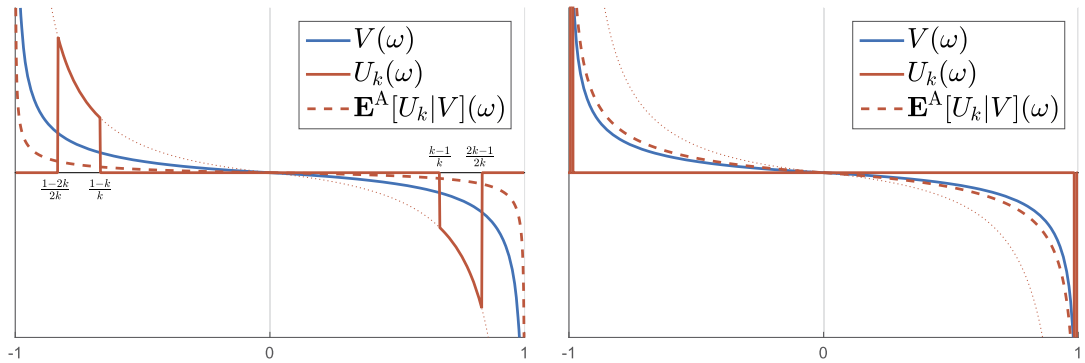 V(ω)
U_k(ω)
E^A[U_k|V](ω)
k−1/k
2k−1/2k
1−2k/2k
1−k/k
-1
0
1
V(ω)
U_k(ω)
E^A[U_k|V](ω)
-1
0
1